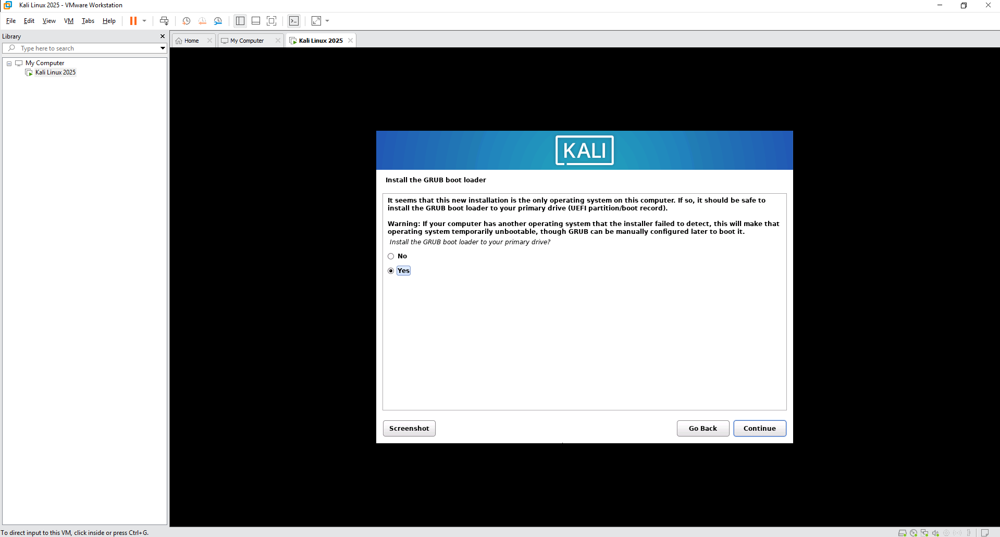 Kali Linux 2025 - VMware Workstation
File Edit View VM Tabs Help
Library
Type here to search
My Computer
Kali Linux 2025
Home
My Computer
Kali Linux 2025
KALI
Install the GRUB boot loader
It seems that this new installation is the only operating system on this computer. If so, it should be safe to
install the GRUB boot loader to your primary drive (UEFI partition/boot record).
Warning: If your computer has another operating system that the installer failed to detect, this will make that
operating system temporarily unbootable, though GRUB can be manually configured later to boot it.
Install the GRUB boot loader to your primary drive?
No
Yes
Screenshot
Go Back
Continue
To direct input to this VM, click inside or press Ctrl+G.